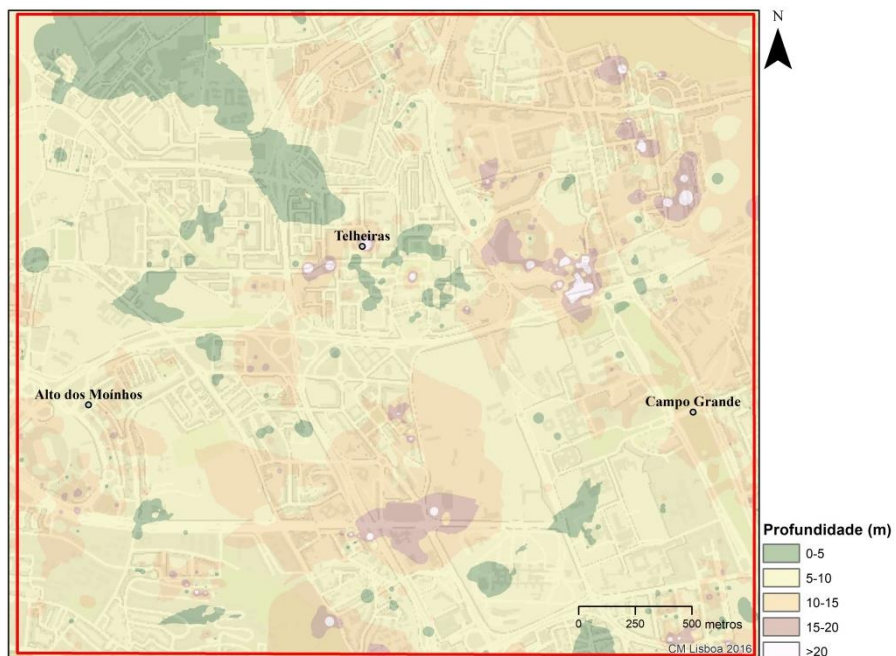 N
Telheiras
Alto dos Moínhos
Campo Grande
Profundidade (m)
0-5
5-10
10-15
15-20
>20
0 250 500 metros
CM Lisboa 2016